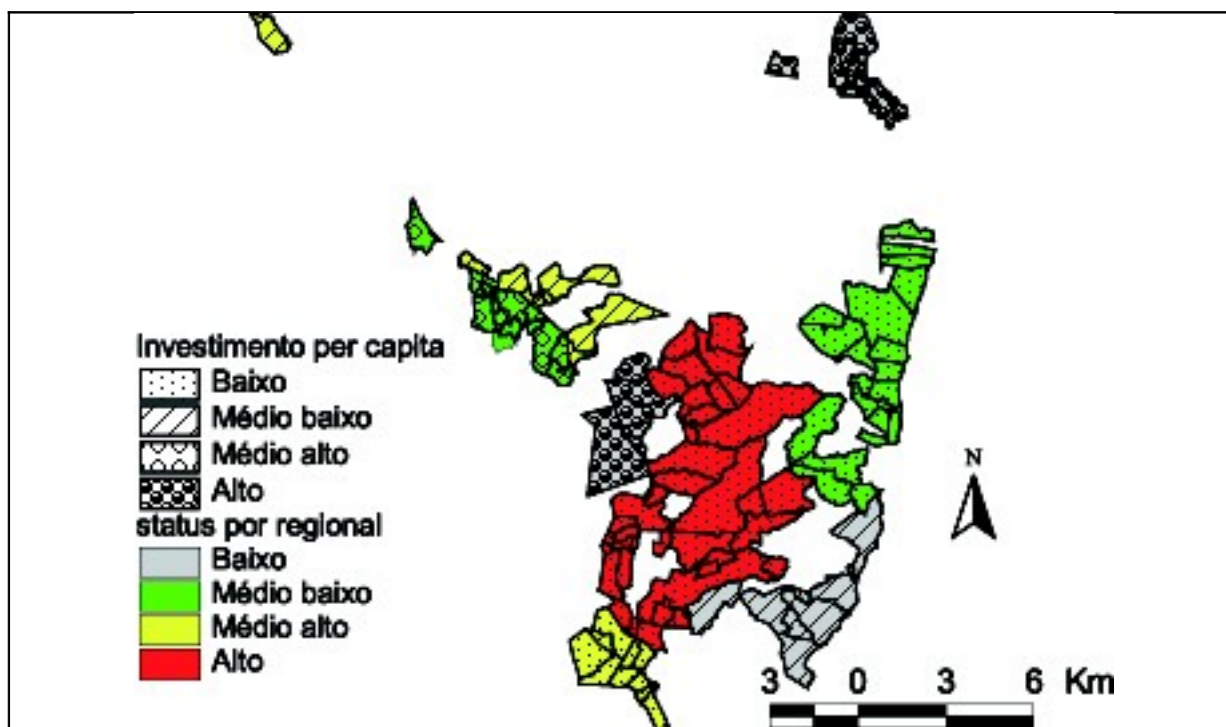 Investimento per capita
Baixo
Médio baixo
Médio alto
Alto
status por regional
Baixo
Médio baixo
Médio alto
Alto
N
3 0 3 6 Km